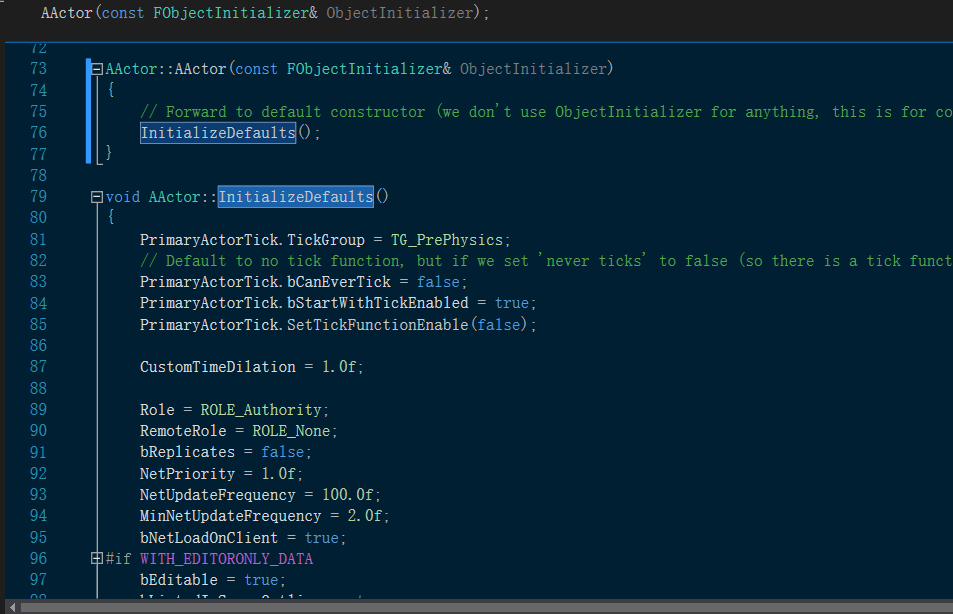 AActor(const FObjectInitializer& ObjectInitializer);
72
73 AActor::AActor(const FObjectInitializer& ObjectInitializer)
74 {
75 // Forward to default constructor (we don't use ObjectInitializer for anything, this is for co
76 InitializeDefaults();
77 }
78
79 void AActor::InitializeDefaults()
80 {
81 PrimaryActorTick.TickGroup = TG_PrePhysics;
82 // Default to no tick function, but if we set 'never ticks' to false (so there is a tick funct
83 PrimaryActorTick.bCanEverTick = false;
84 PrimaryActorTick.bStartWithTickEnabled = true;
85 PrimaryActorTick.SetTickFunctionEnable(false);
86
87 CustomTimeDilation = 1.0f;
88
89 Role = ROLE_Authority;
90 RemoteRole = ROLE_None;
91 bReplicates = false;
92 NetPriority = 1.0f;
93 NetUpdateFrequency = 100.0f;
94 MinNetUpdateFrequency = 2.0f;
95 bNetLoadOnClient = true;
96 #if WITH_EDITORONLY_DATA
97 bEditable = true;
98